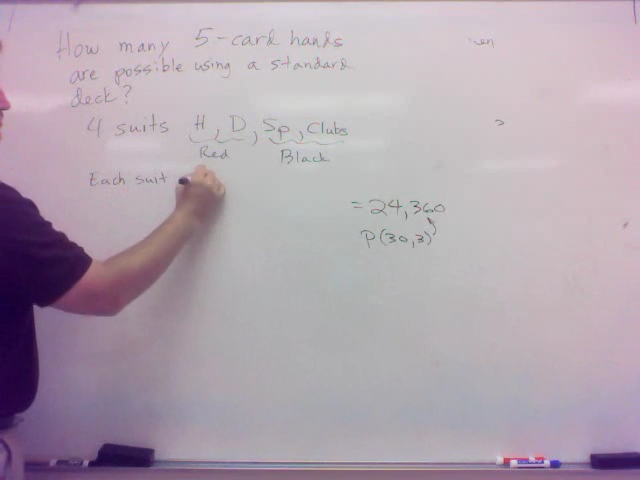 How many 5-card hands
are possible using a standard
deck?
4 suits H, D, Sp, Clubs
Red Black
Each suit
= 24,360
P(30,3)